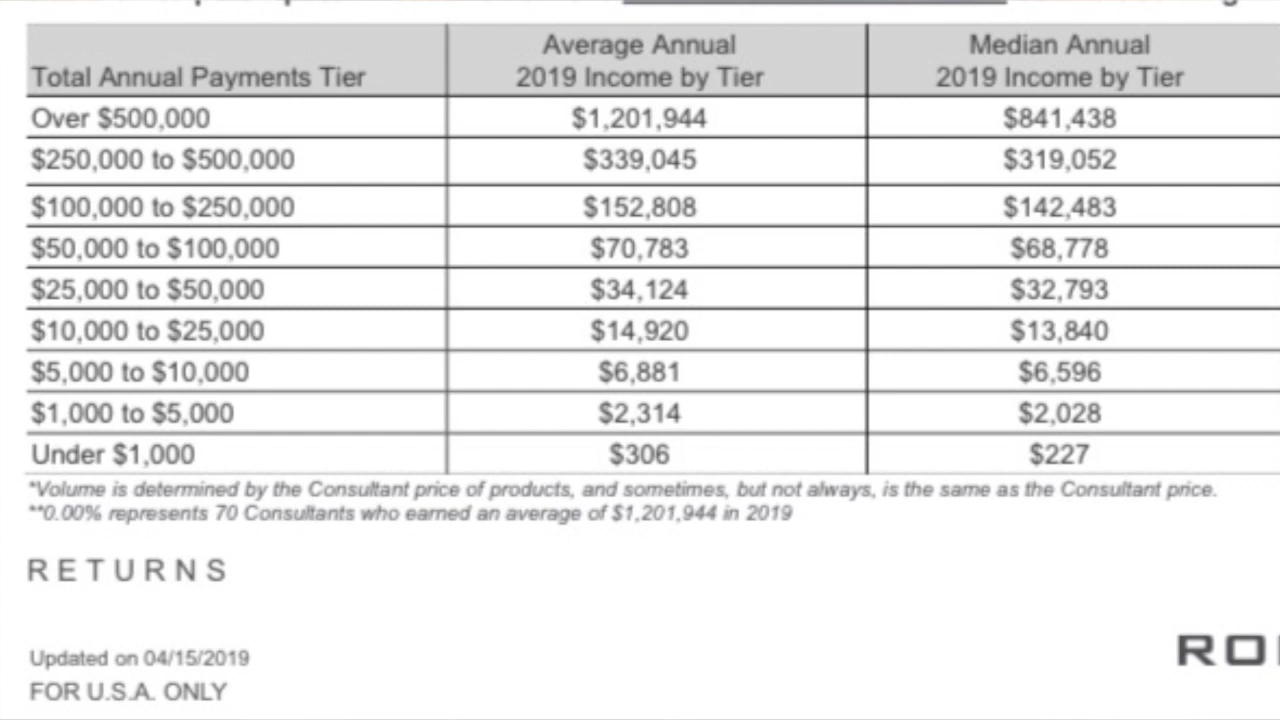 Total Annual Payments Tier Average Annual 2019 Income by Tier Median Annual 2019 Income by Tier
Over $500,000 $1,201,944 $841,438
$250,000 to $500,000 $339,045 $319,052
$100,000 to $250,000 $152,808 $142,483
$50,000 to $100,000 $70,783 $68,778
$25,000 to $50,000 $34,124 $32,793
$10,000 to $25,000 $14,920 $13,840
$5,000 to $10,000 $6,881 $6,596
$1,000 to $5,000 $2,314 $2,028
Under $1,000 $306 $227
*Volume is determined by the Consultant price of products, and sometimes, but not always, is the same as the Consultant price.
**0.00% represents 70 Consultants who earned an average of $1,201,944 in 2019
RETURNS
Updated on 04/15/2019
FOR U.S.A. ONLY